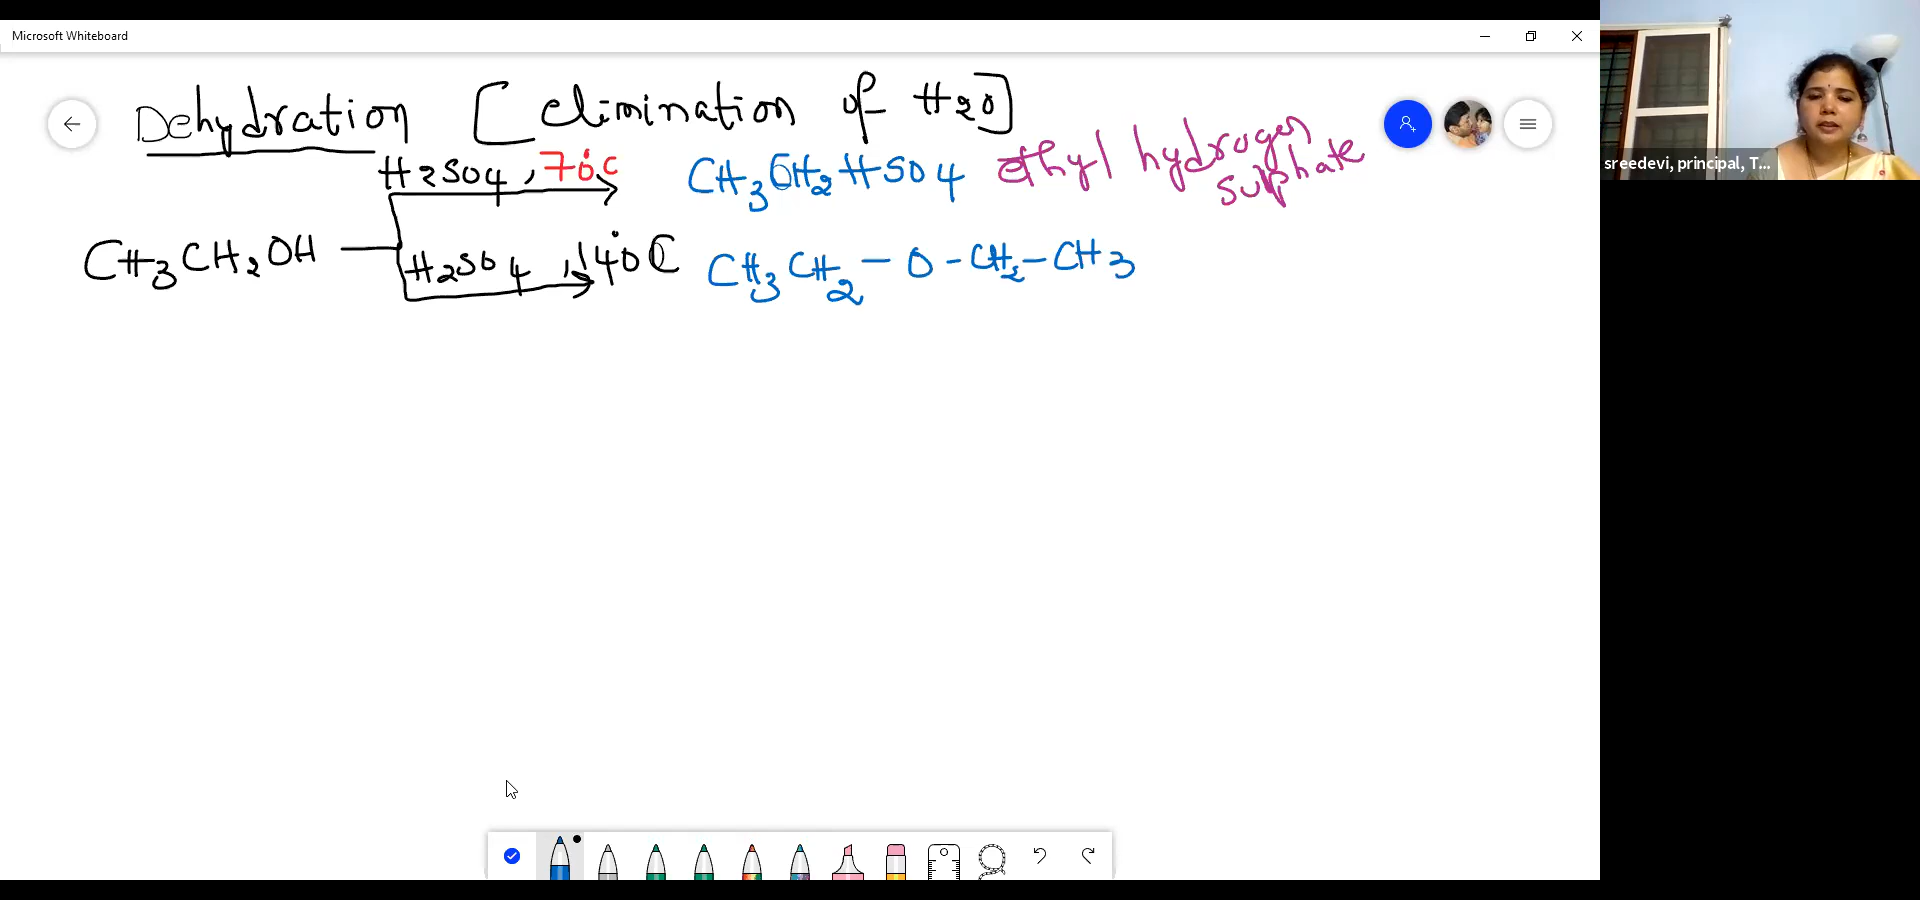 Microsoft Whiteboard
Dehydration [elimination of H2O]
H2SO4, 70°C
CH3CH2HSO4 ethyl hydrogen
sulphate
CH3CH2OH
H2SO4, 140°C
CH3CH2 - O - CH2 - CH3
sreedevi, principal, T...